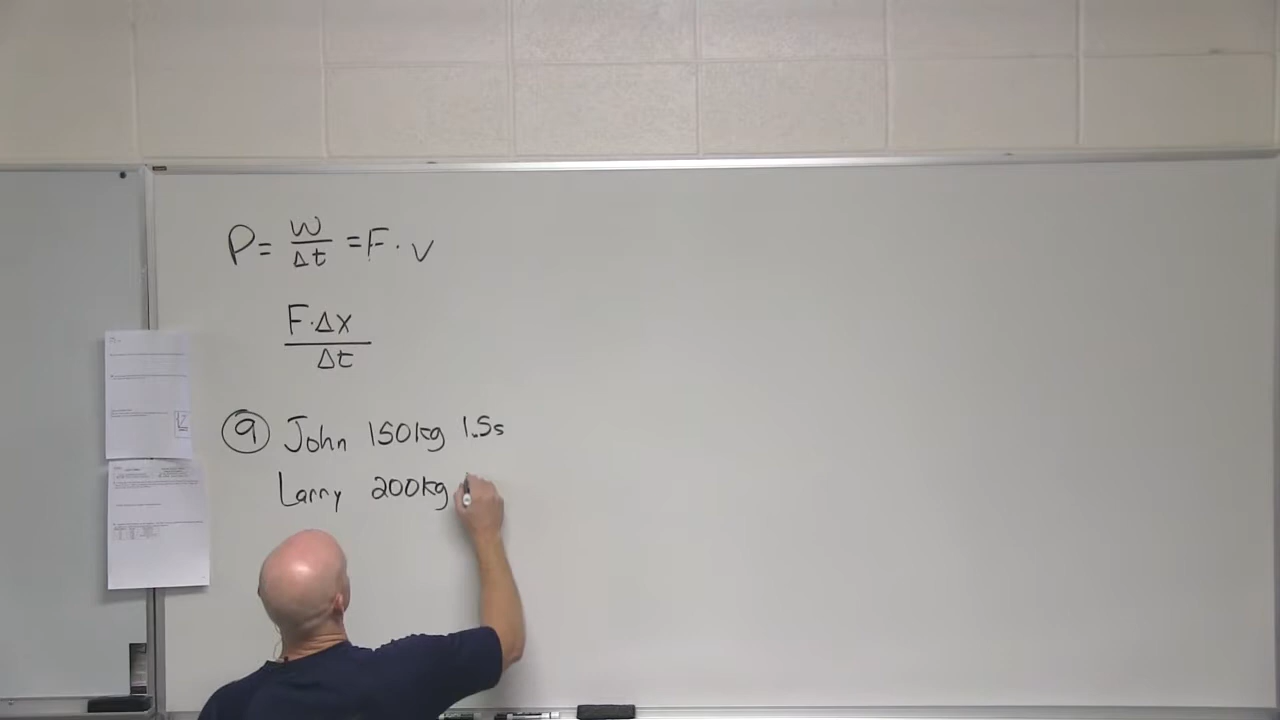 P = W/Δt = F · v
F·Δx/Δt
9 John 150kg 1.5s
Larry 200kg